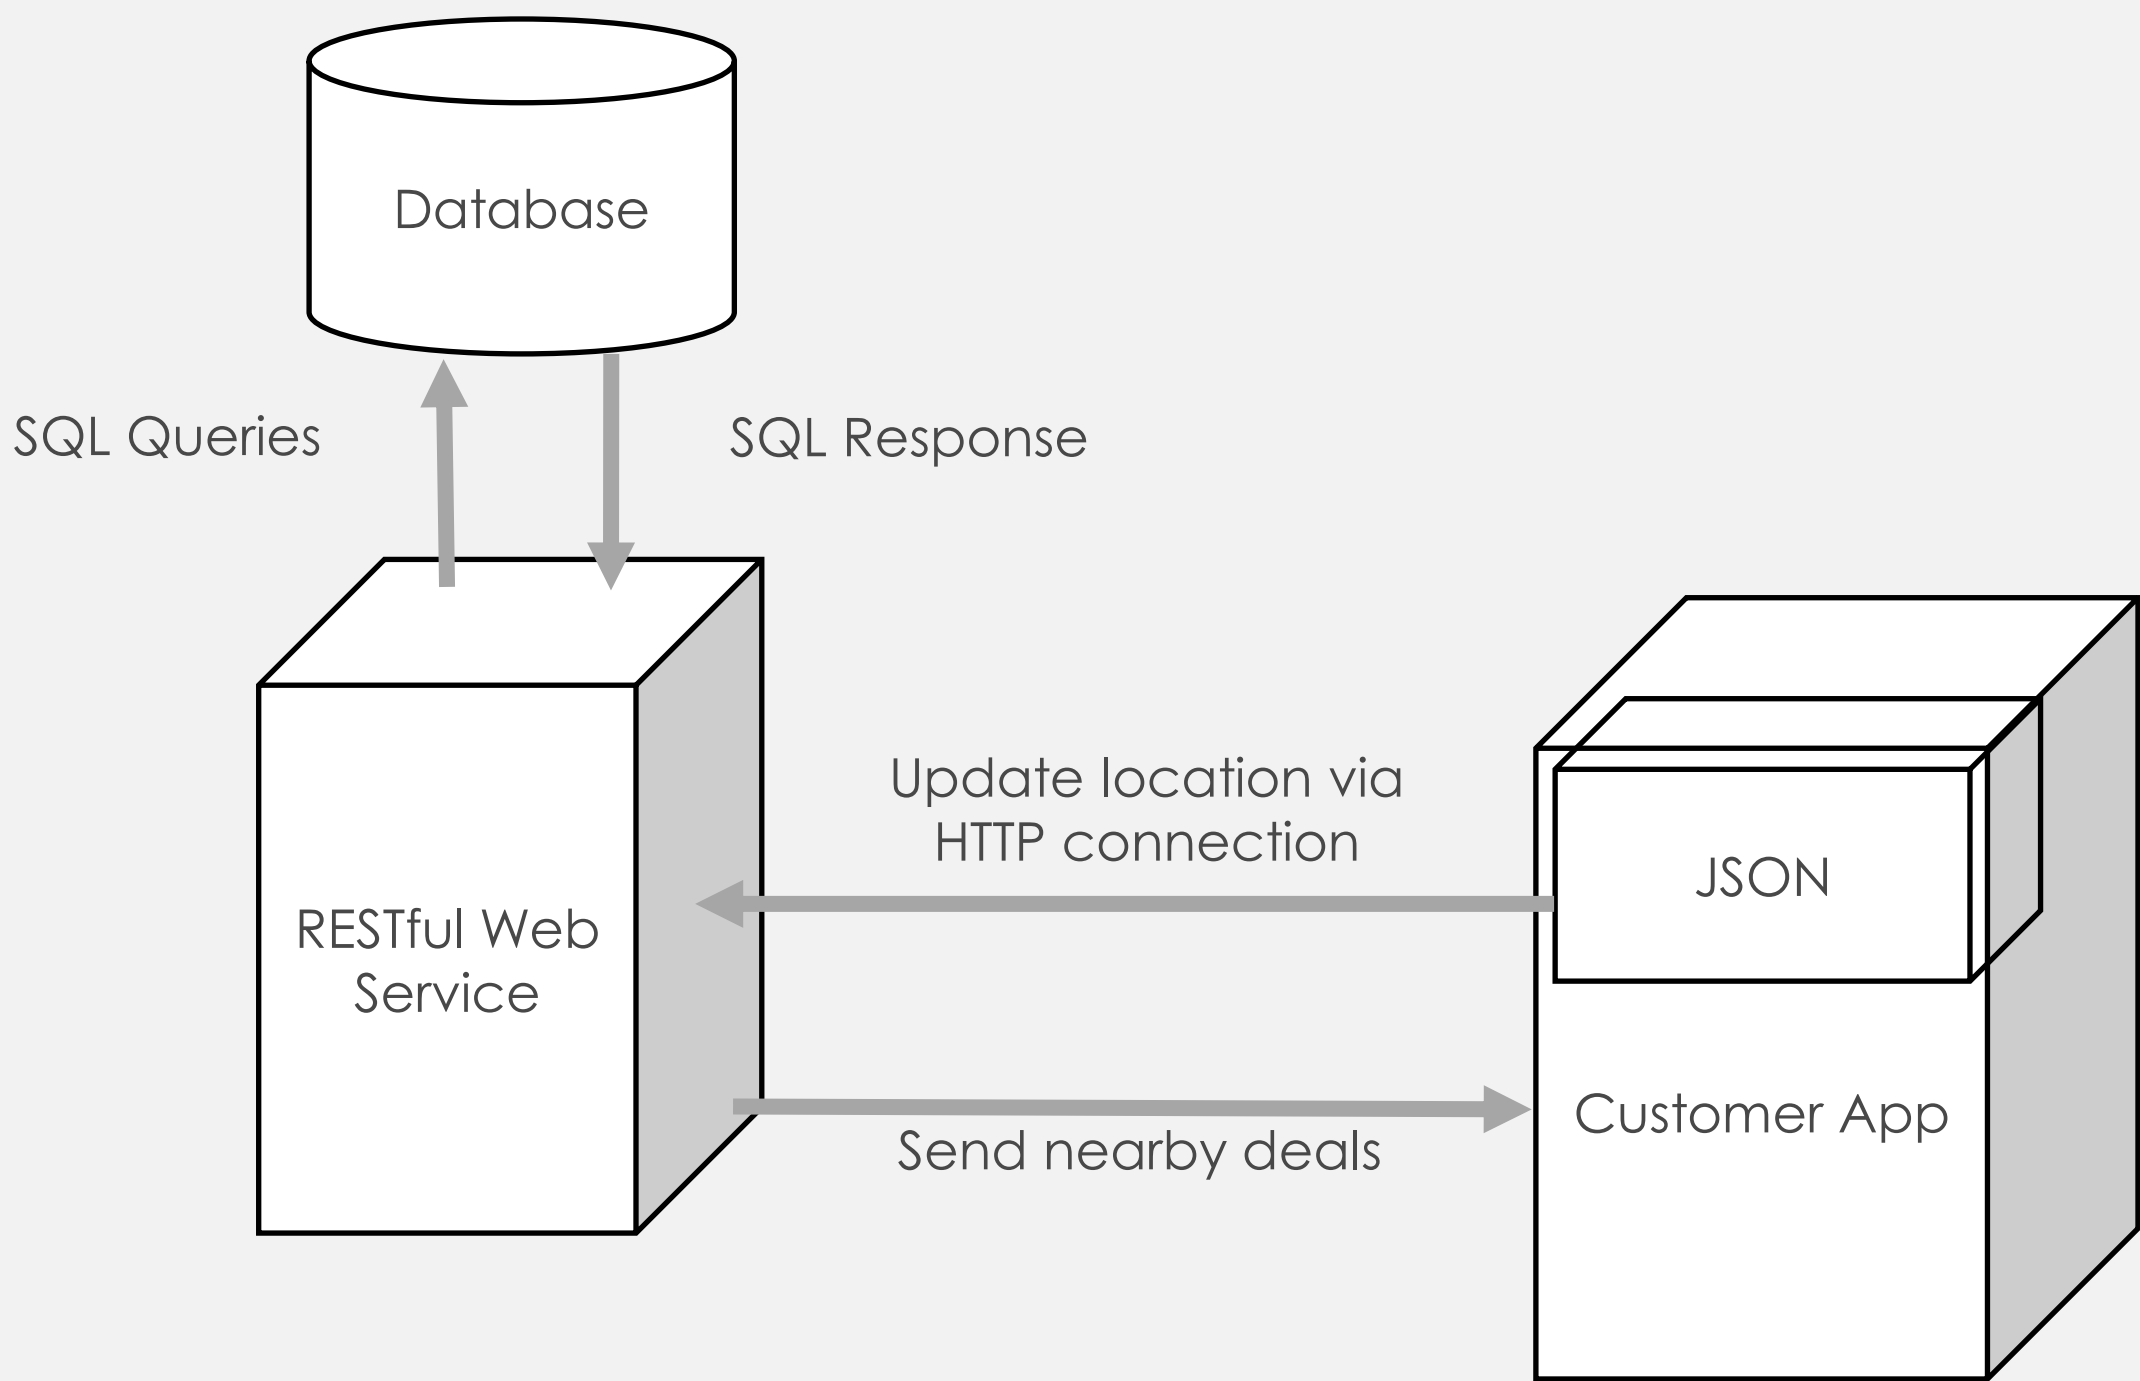 Database
SQL Queries
SQL Response
Update location via
HTTP connection
JSON
RESTful Web
Service
Customer App
Send nearby deals